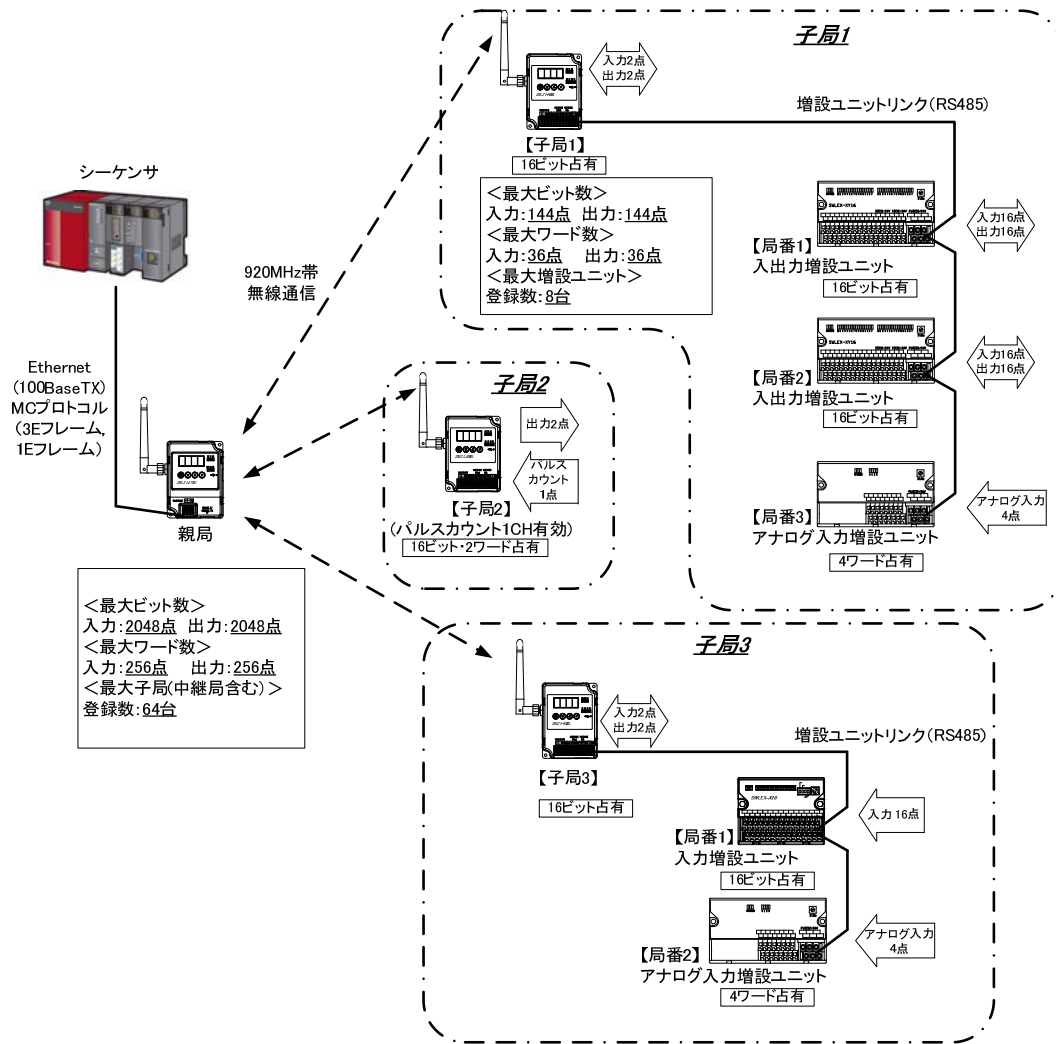 シーケンサ
Ethernet
(100BaseTX)
MCプロトコル
(3Eフレーム,
1Eフレーム)
親局
<最大ビット数>
入力:2048点 出力:2048点
<最大ワード数>
入力:256点 出力:256点
<最大子局(中継局含む)>
登録数:64台
920MHz帯
無線通信
子局1
入力2点
出力2点
増設ユニットリンク(RS485)
【子局1】
16ビット占有
<最大ビット数>
入力:144点 出力:144点
<最大ワード数>
入力:36点 出力:36点
<最大増設ユニット>
登録数:8台
SWLEX-XY16
入力16点
出力16点
【局番1】
入出力増設ユニット
16ビット占有
SWLEX-XY16
入力16点
出力16点
【局番2】
入出力増設ユニット
16ビット占有
アナログ入力
4点
【局番3】
アナログ入力増設ユニット
4ワード占有
子局2
出力2点
パルス
カウント
1点
【子局2】
(パルスカウント1CH有効)
16ビット・2ワード占有
子局3
入力2点
出力2点
増設ユニットリンク(RS485)
【子局3】
16ビット占有
SWLEX-X16
入力 16点
【局番1】
入力増設ユニット
16ビット占有
アナログ入力
4点
【局番2】
アナログ入力増設ユニット
4ワード占有